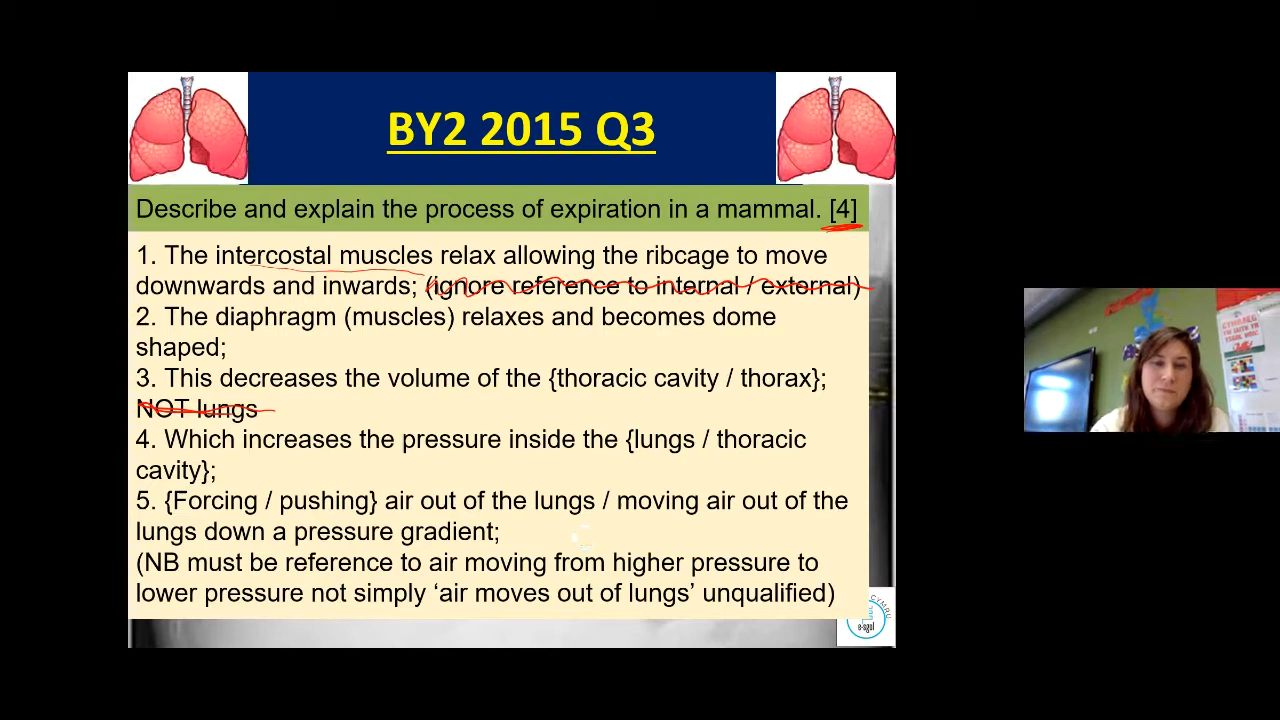 BY2 2015 Q3
Describe and explain the process of expiration in a mammal. [4]
1. The intercostal muscles relax allowing the ribcage to move
downwards and inwards; (ignore reference to internal / external)
2. The diaphragm (muscles) relaxes and becomes dome
shaped;
3. This decreases the volume of the {thoracic cavity / thorax};
NOT lungs
4. Which increases the pressure inside the {lungs / thoracic
cavity};
5. {Forcing / pushing} air out of the lungs / moving air out of the
lungs down a pressure gradient;
(NB must be reference to air moving from higher pressure to
lower pressure not simply ‘air moves out of lungs’ unqualified)
CYMRU
e-sgol
CYMRAEG